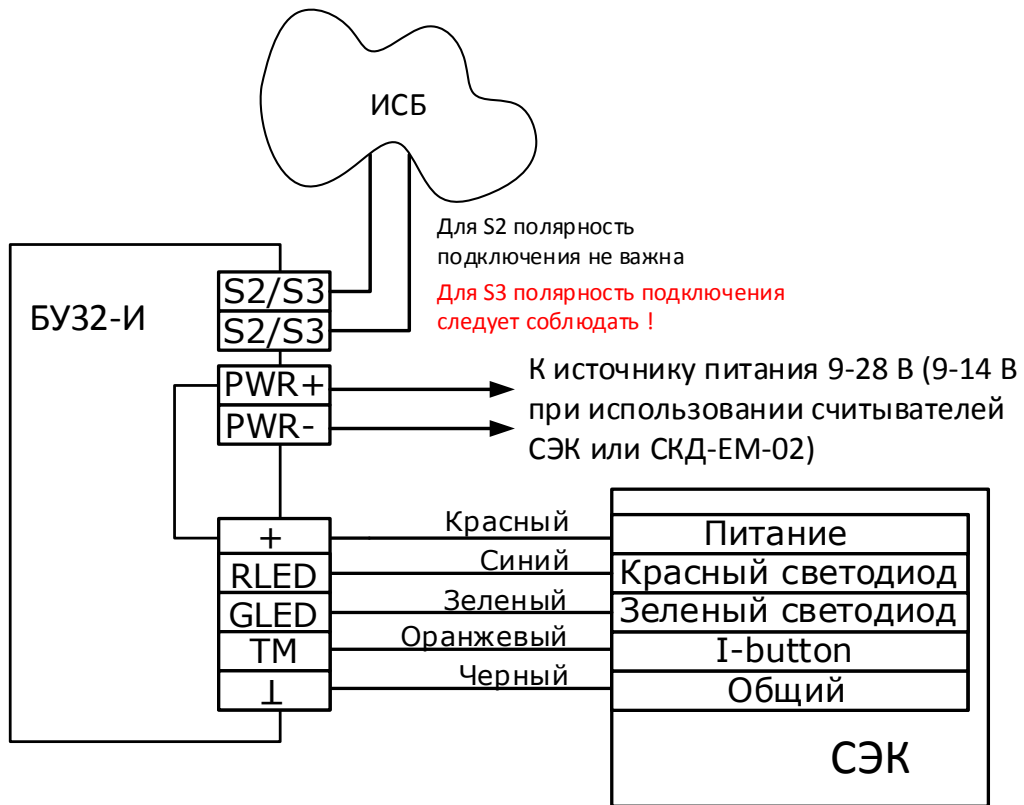 ИСБ
Для S2 полярность
подключения не важна
Для S3 полярность подключения
следует соблюдать !
БУ32-И
S2/S3
S2/S3
PWR+
PWR-
К источнику питания 9-28 В (9-14 В
при использовании считывателей
СЭК или СКД-ЕМ-02)
+
RLED
GLED
TM
⊥
Красный
Синий
Зеленый
Оранжевый
Черный
Питание
Красный светодиод
Зеленый светодиод
I-button
Общий
СЭК